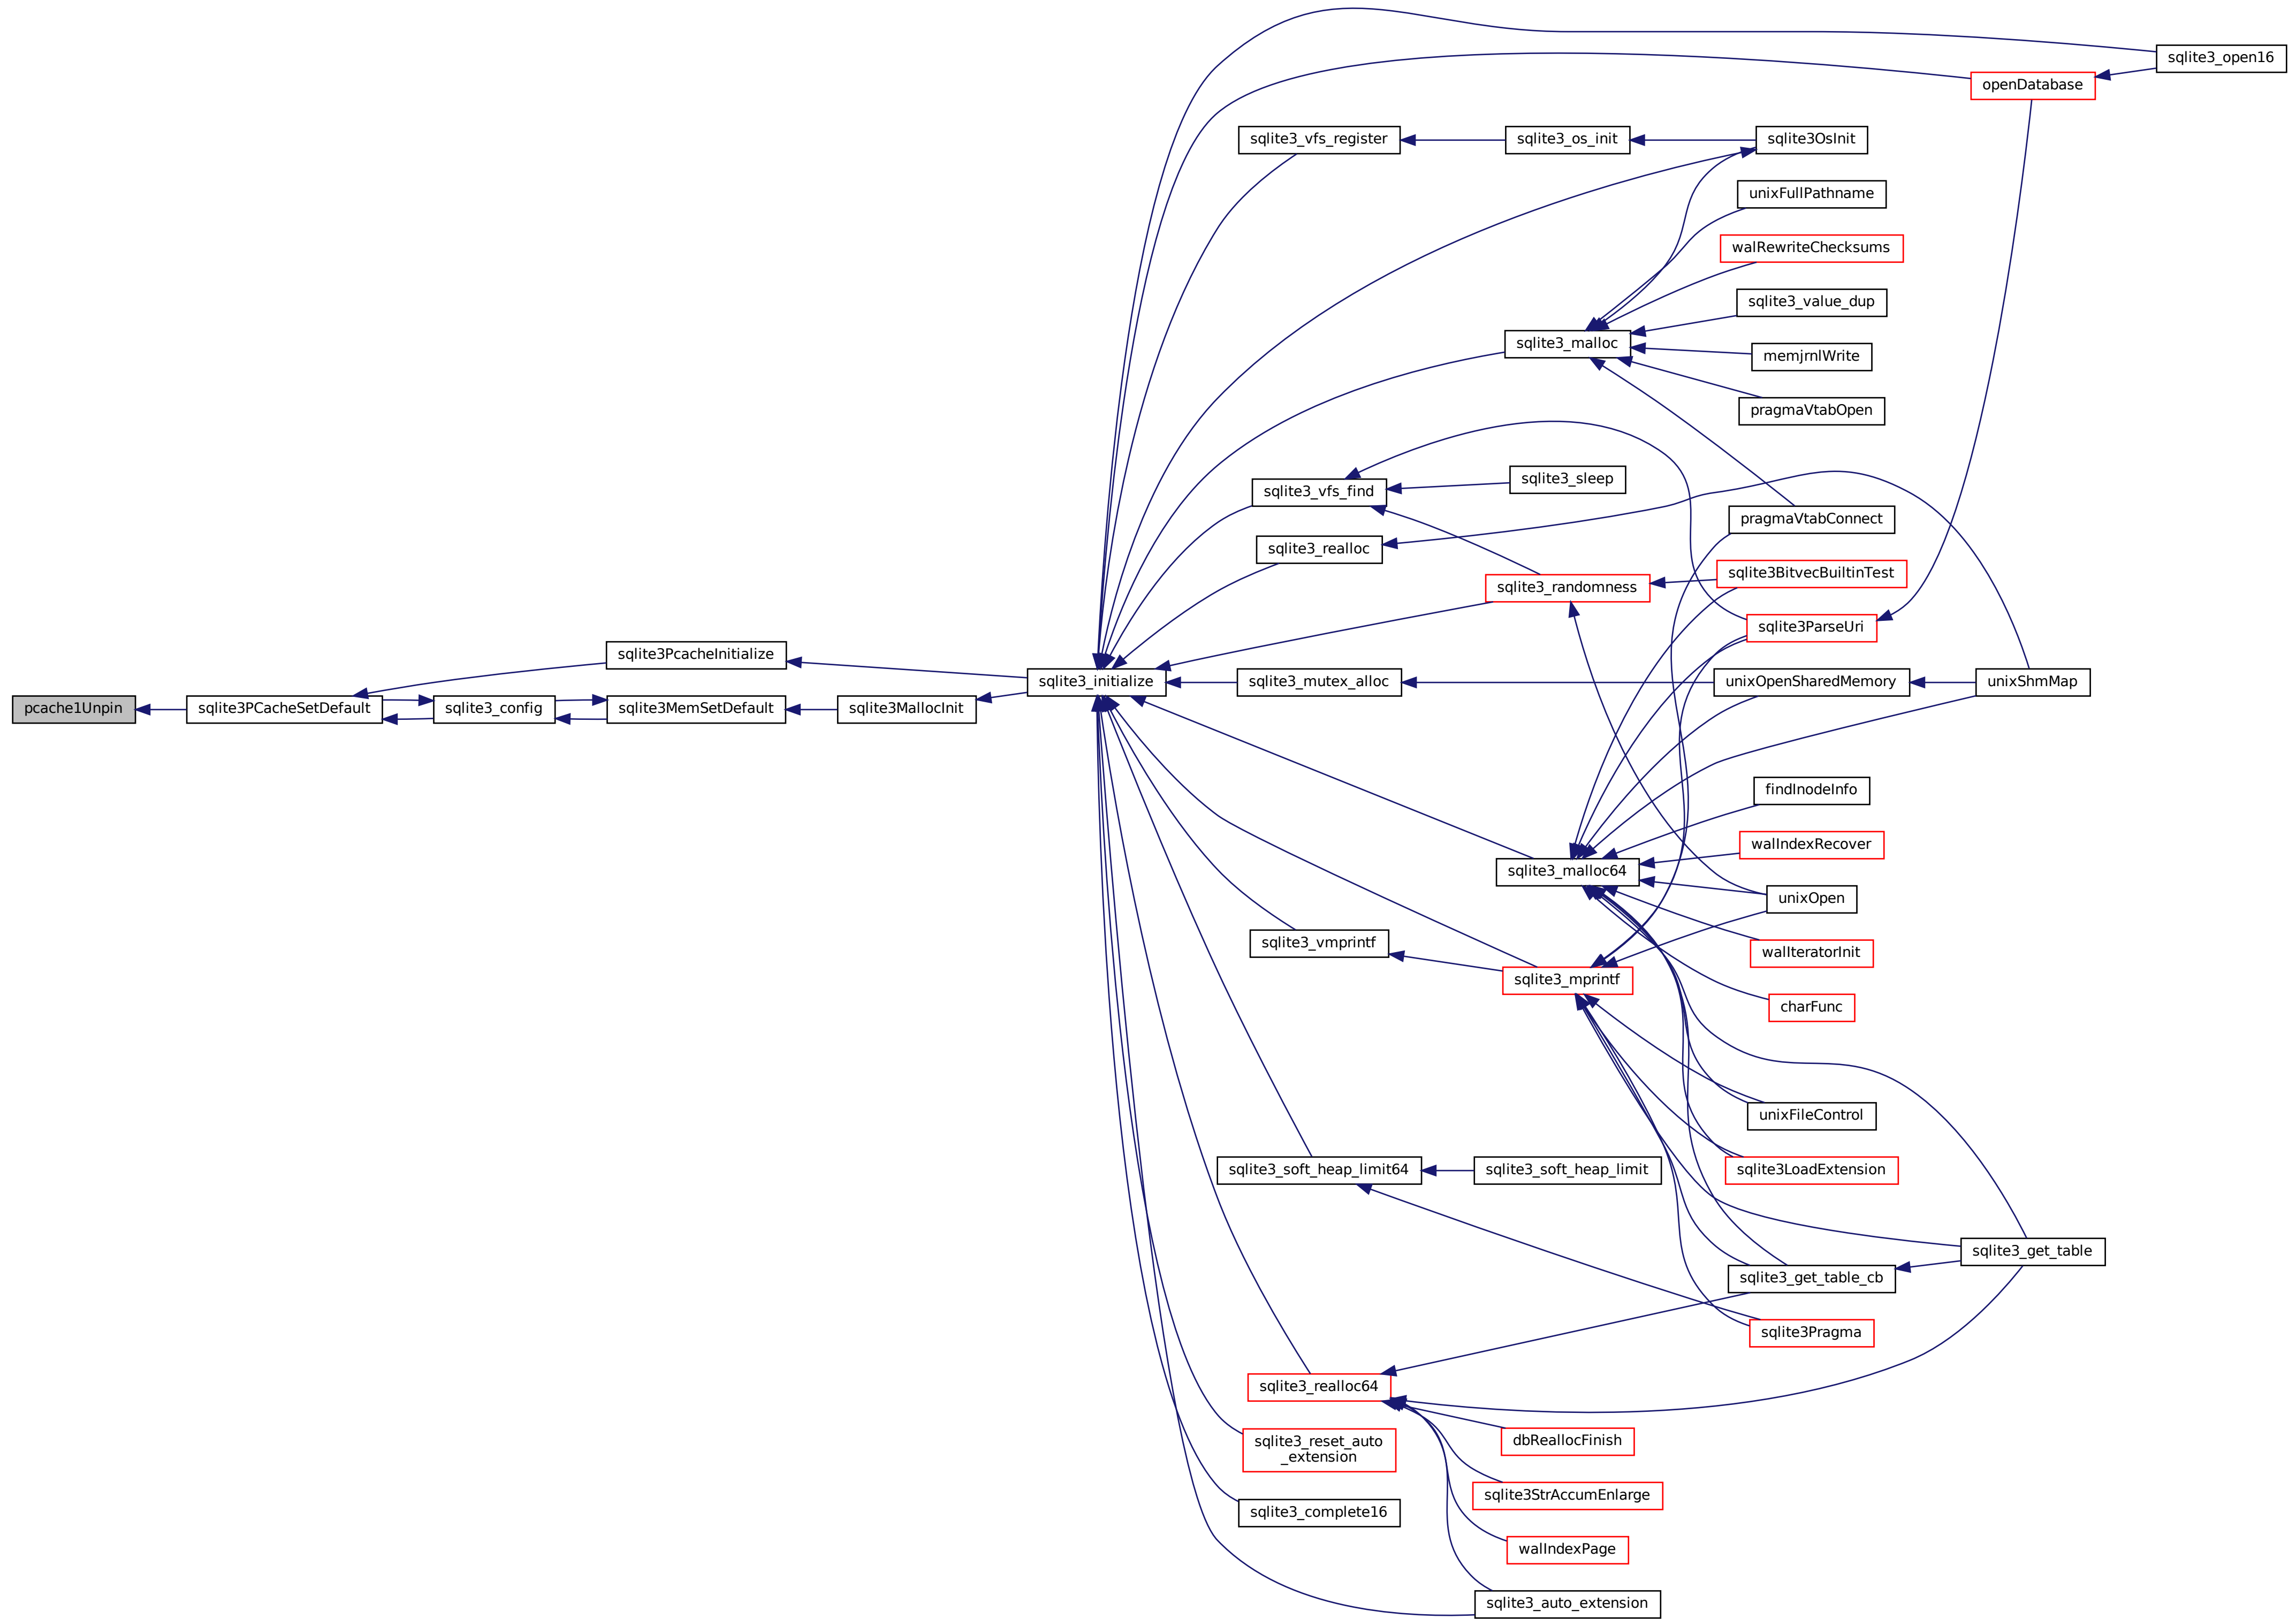 sqlite3_open16
openDatabase
sqlite3_vfs_register
sqlite3_os_init
sqlite3OsInit
unixFullPathname
walRewriteChecksums
sqlite3_value_dup
sqlite3_malloc
memjrnlWrite
pragmaVtabOpen
sqlite3_sleep
sqlite3_vfs_find
pragmaVtabConnect
sqlite3_realloc
sqlite3BitvecBuiltinTest
sqlite3_randomness
sqlite3ParseUri
sqlite3PcacheInitialize
sqlite3_initialize
sqlite3_mutex_alloc
unixOpenSharedMemory
unixShmMap
pcache1Unpin
sqlite3PCacheSetDefault
sqlite3_config
sqlite3MemSetDefault
sqlite3MallocInit
findInodeInfo
walIndexRecover
sqlite3_malloc64
unixOpen
sqlite3_vmprintf
walIteratorInit
sqlite3_mprintf
charFunc
unixFileControl
sqlite3_soft_heap_limit64
sqlite3_soft_heap_limit
sqlite3LoadExtension
sqlite3_get_table
sqlite3_get_table_cb
sqlite3Pragma
sqlite3_realloc64
dbReallocFinish
sqlite3_reset_auto
_extension
sqlite3StrAccumEnlarge
sqlite3_complete16
walIndexPage
sqlite3_auto_extension